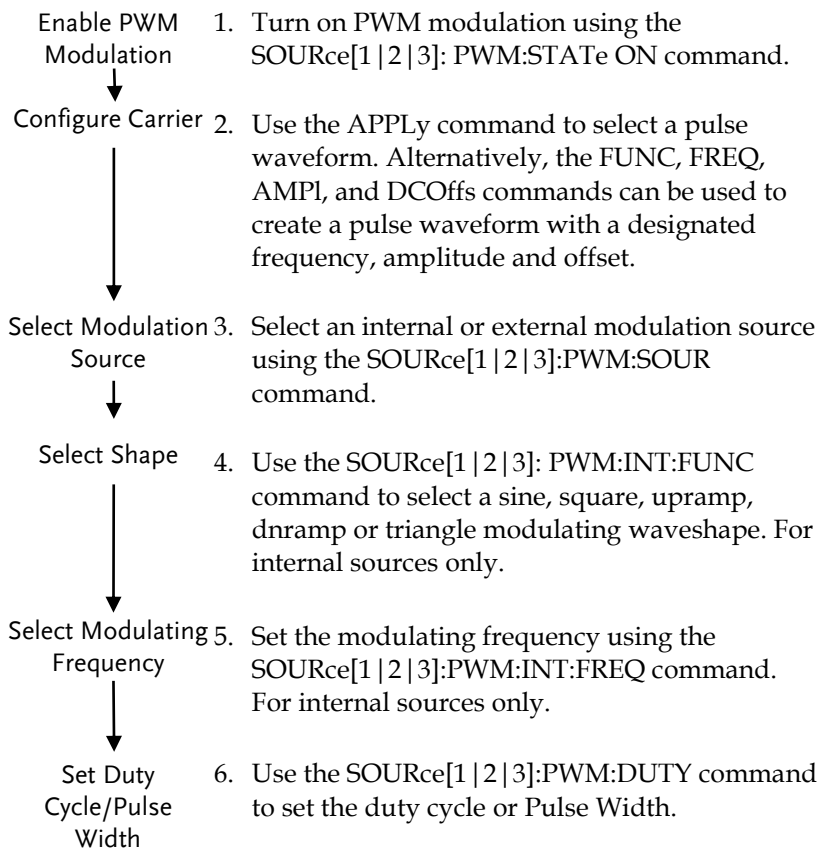 Enable PWM
Modulation
1. Turn on PWM modulation using the
SOURce[1|2|3]: PWM:STATe ON command.
Configure Carrier
2. Use the APPLy command to select a pulse
waveform. Alternatively, the FUNC, FREQ,
AMPl, and DCOffs commands can be used to
create a pulse waveform with a designated
frequency, amplitude and offset.
Select Modulation
Source
3. Select an internal or external modulation source
using the SOURce[1|2|3]:PWM:SOUR
command.
Select Shape
4. Use the SOURce[1|2|3]: PWM:INT:FUNC
command to select a sine, square, upramp,
dnramp or triangle modulating waveshape. For
internal sources only.
Select Modulating
Frequency
5. Set the modulating frequency using the
SOURce[1|2|3]:PWM:INT:FREQ command.
For internal sources only.
Set Duty
Cycle/Pulse
Width
6. Use the SOURce[1|2|3]:PWM:DUTY command
to set the duty cycle or Pulse Width.